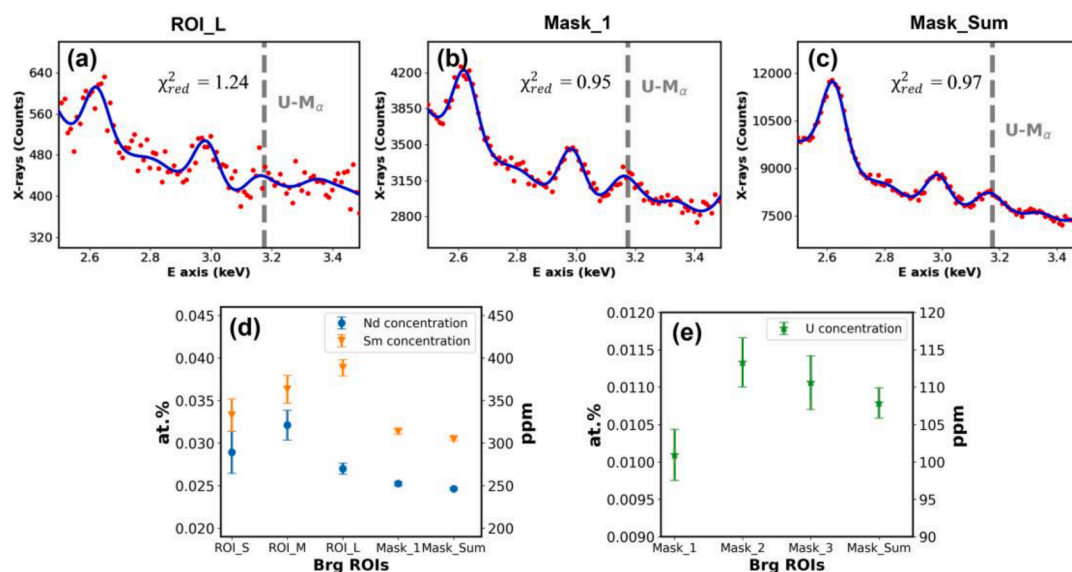 ROI_L
Mask_1
Mask_Sum
(a)
χ²red = 1.24
U-Mα
640
560
480
400
320
X-rays (Counts)
2.6 2.8 3.0 3.2 3.4
E axis (keV)
(b)
χ²red = 0.95
U-Mα
4200
3850
3500
3150
2800
X-rays (Counts)
2.6 2.8 3.0 3.2 3.4
E axis (keV)
(c)
χ²red = 0.97
U-Mα
12000
10500
9000
7500
X-rays (Counts)
2.6 2.8 3.0 3.2 3.4
E axis (keV)
(d)
Nd concentration
Sm concentration
0.045
0.040
0.035
0.030
0.025
0.020
at.%
450
400
350
300
250
200
ppm
ROI_S ROI_M ROI_L Mask_1 Mask_Sum
Brg ROIs
(e)
U concentration
0.0120
0.0115
0.0110
0.0105
0.0100
0.0095
0.0090
at.%
120
115
110
105
100
95
90
ppm
Mask_1 Mask_2 Mask_3 Mask_Sum
Brg ROIs